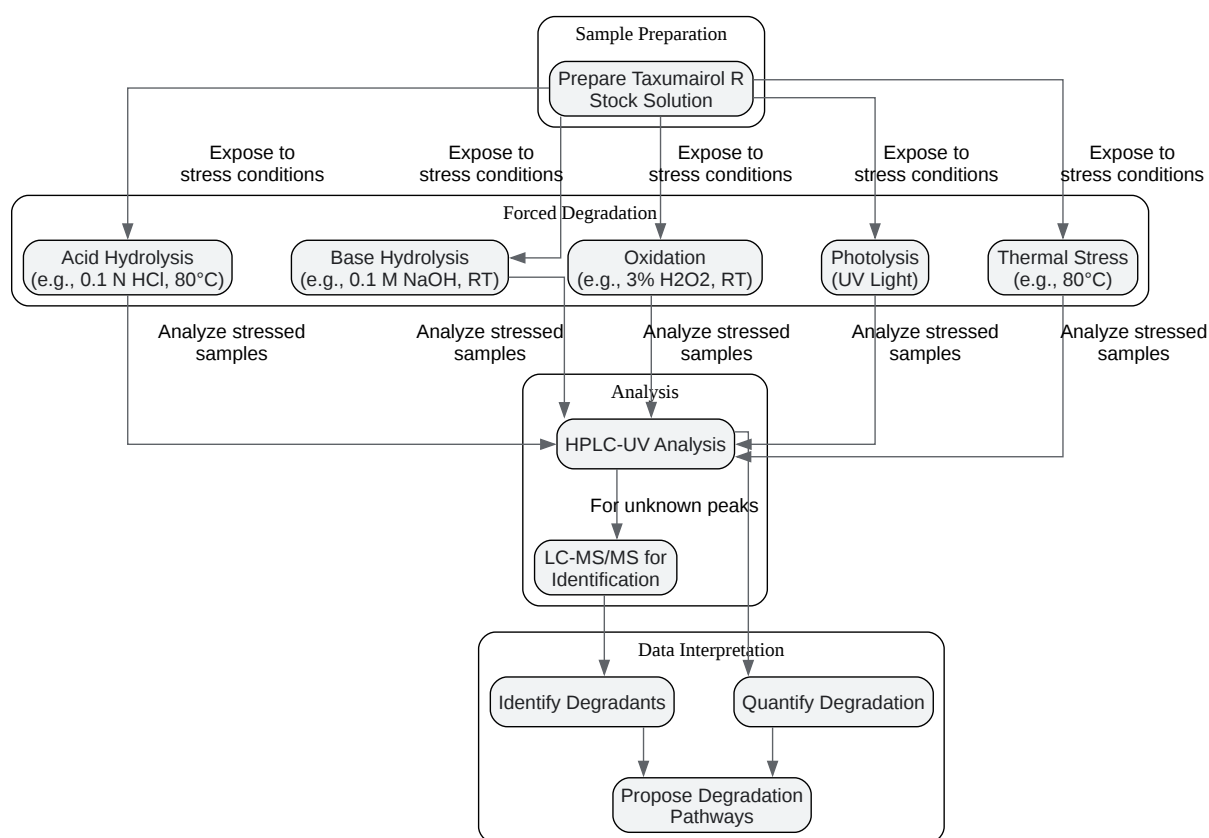 Sample Preparation
Prepare Taxumairol R
Stock Solution
Expose to
stress conditions
Expose to
stress conditions
Expose to
stress conditions
Expose to
stress conditions
Expose to
stress conditions
Forced Degradation
Acid Hydrolysis
(e.g., 0.1 N HCl, 80°C)
Base Hydrolysis
(e.g., 0.1 M NaOH, RT)
Oxidation
(e.g., 3% H2O2, RT)
Photolysis
(UV Light)
Thermal Stress
(e.g., 80°C)
Analyze stressed
samples
Analyze stressed
samples
Analyze stressed
samples
Analyze stressed
samples
Analyze stressed
samples
Analysis
HPLC-UV Analysis
For unknown peaks
LC-MS/MS for
Identification
Data Interpretation
Identify Degradants
Quantify Degradation
Propose Degradation
Pathways